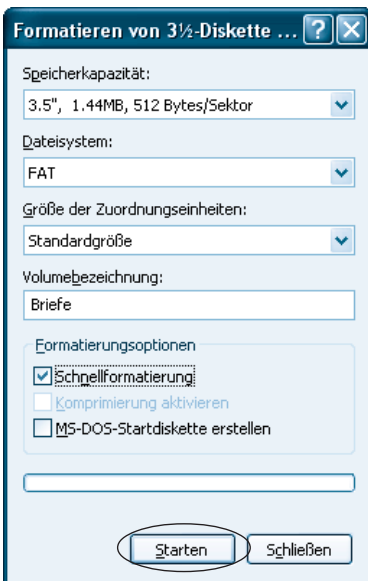 Formatieren von 3½-Diskette ...
Speicherkapazität:
3.5", 1.44MB, 512 Bytes/Sektor
Dateisystem:
FAT
Größe der Zuordnungseinheiten:
Standardgröße
Volumebezeichnung:
Briefe
Formatierungsoptionen
Schnellformatierung
Komprimierung aktivieren
MS-DOS-Startdiskette erstellen
Starten Schließen